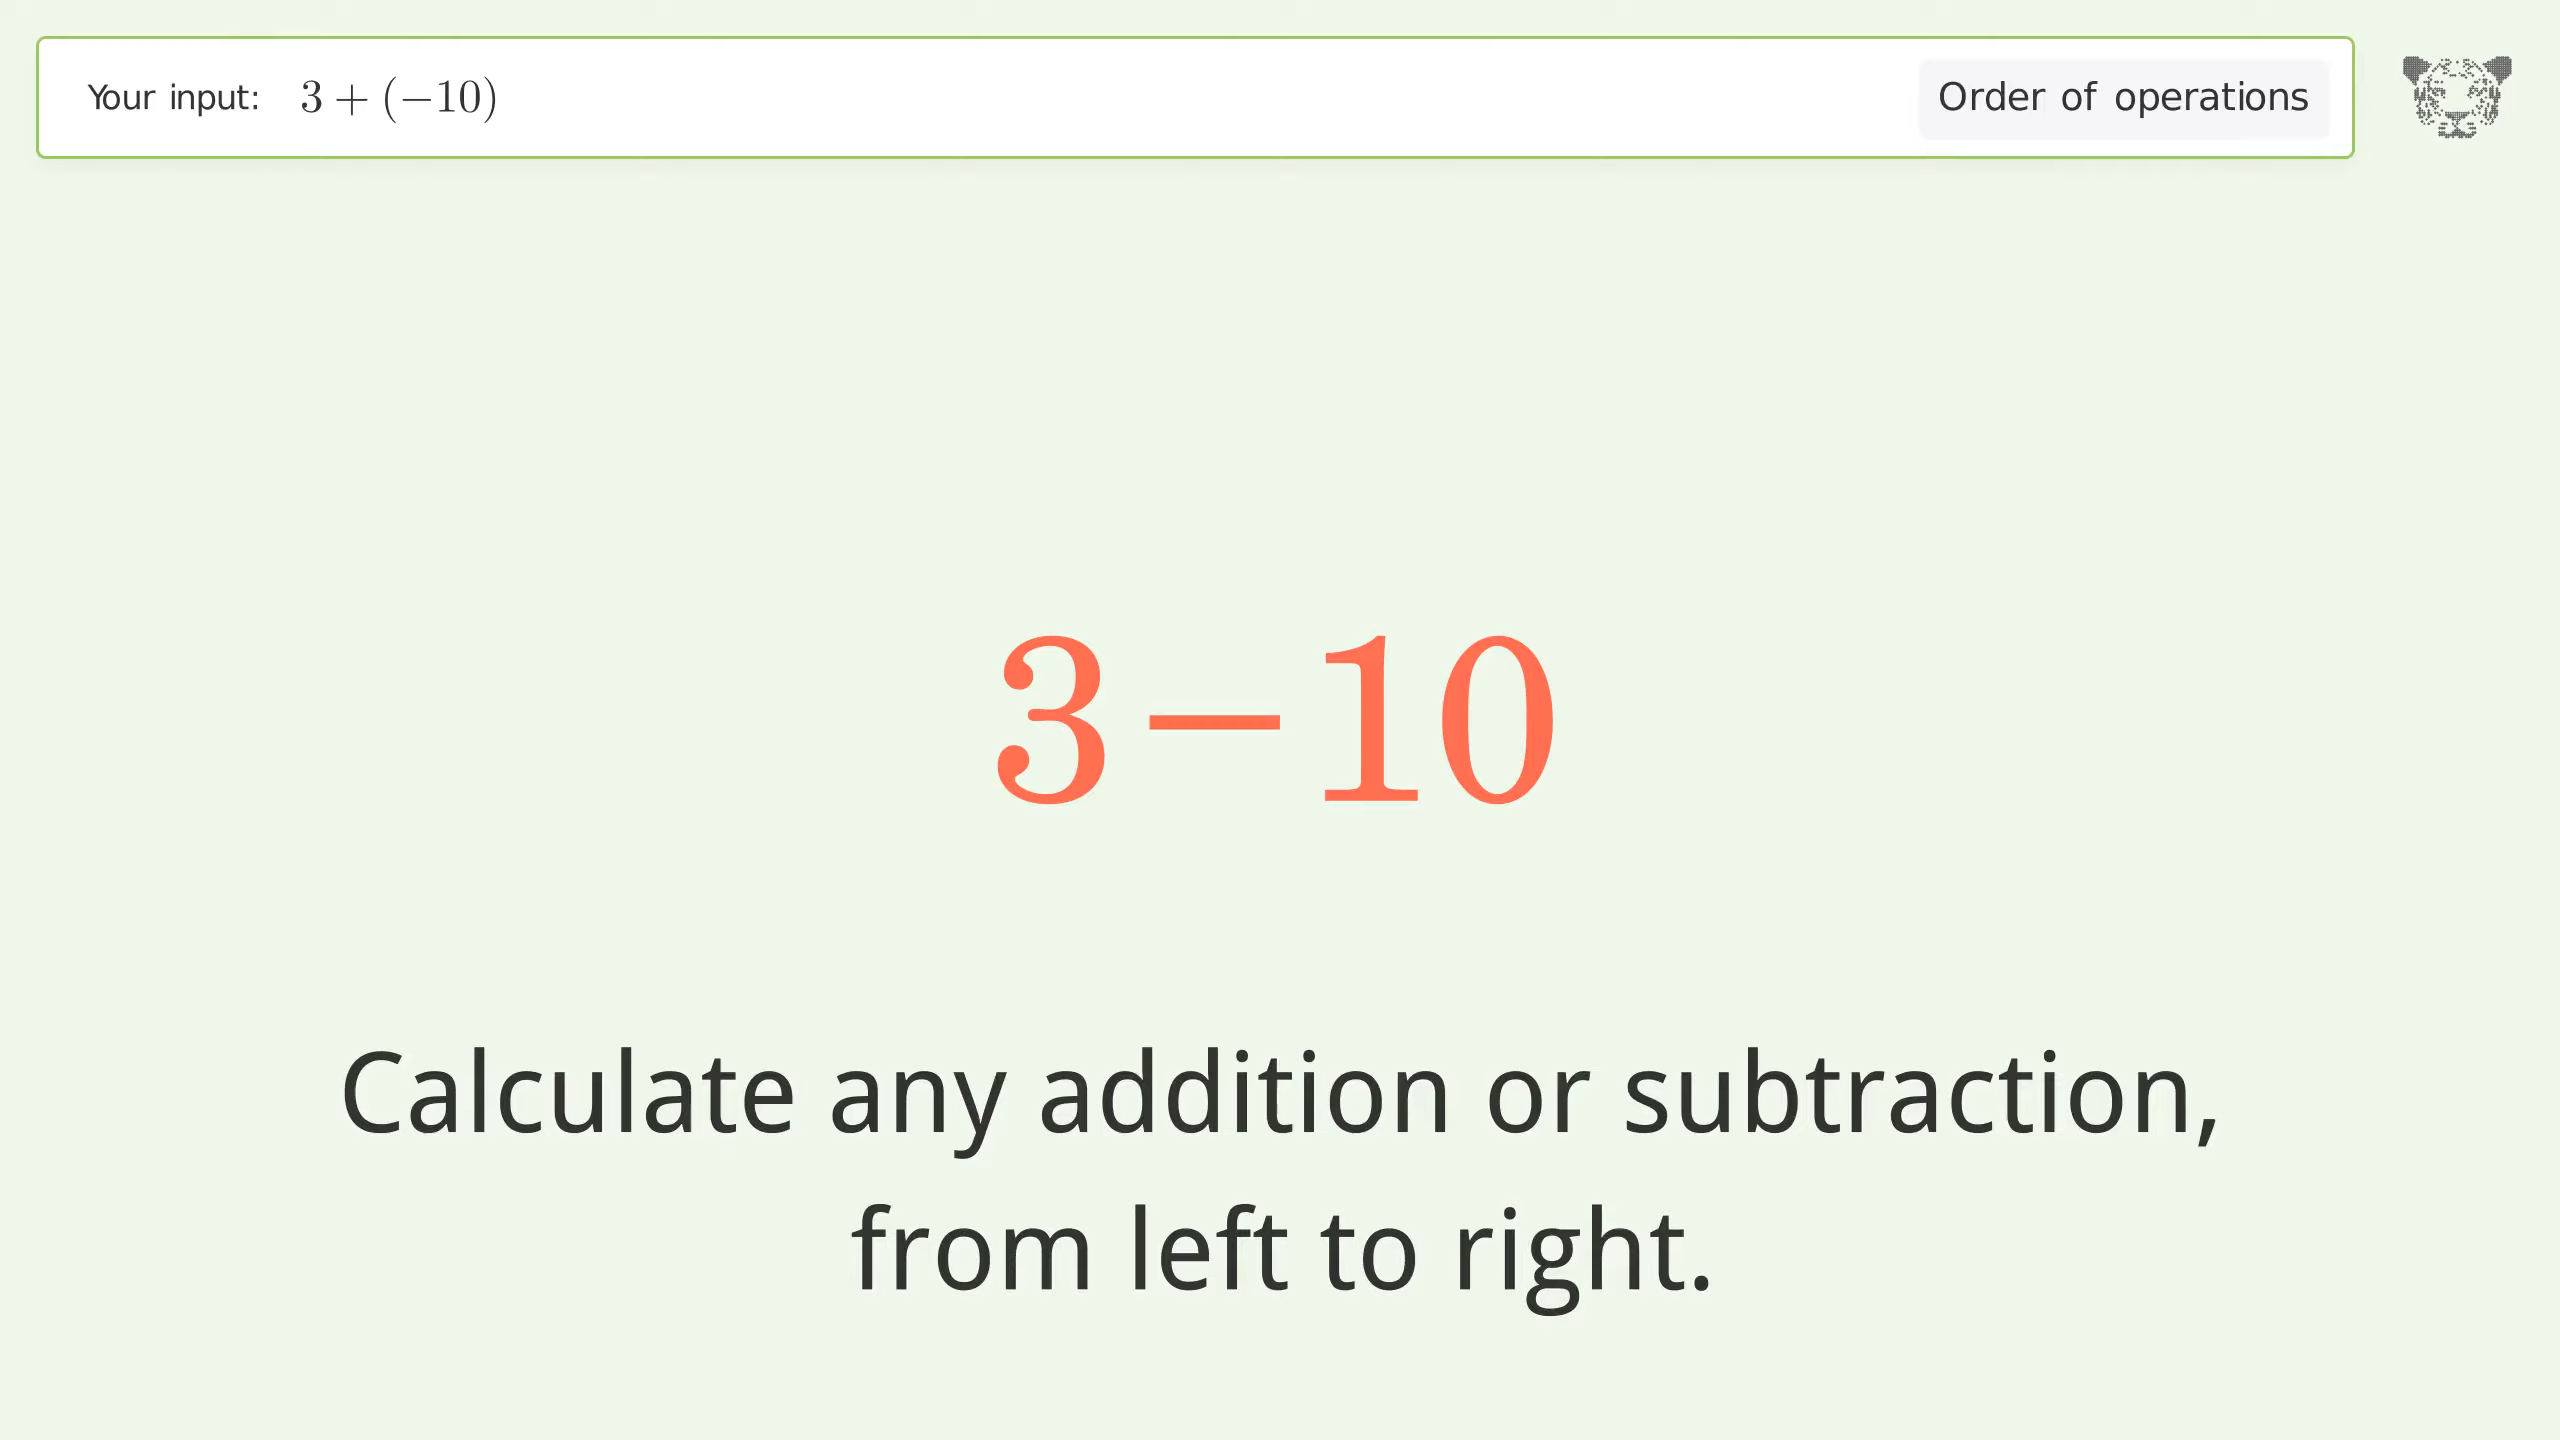 Your input: 3 + (−10) Order of operations
3−10
Calculate any addition or subtraction,
from left to right.